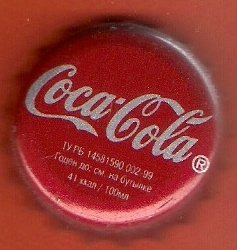 Coca-Cola®
ТУ РБ 14581590.002-99
Годен до: см. на бутылке
41 ккал / 100мл